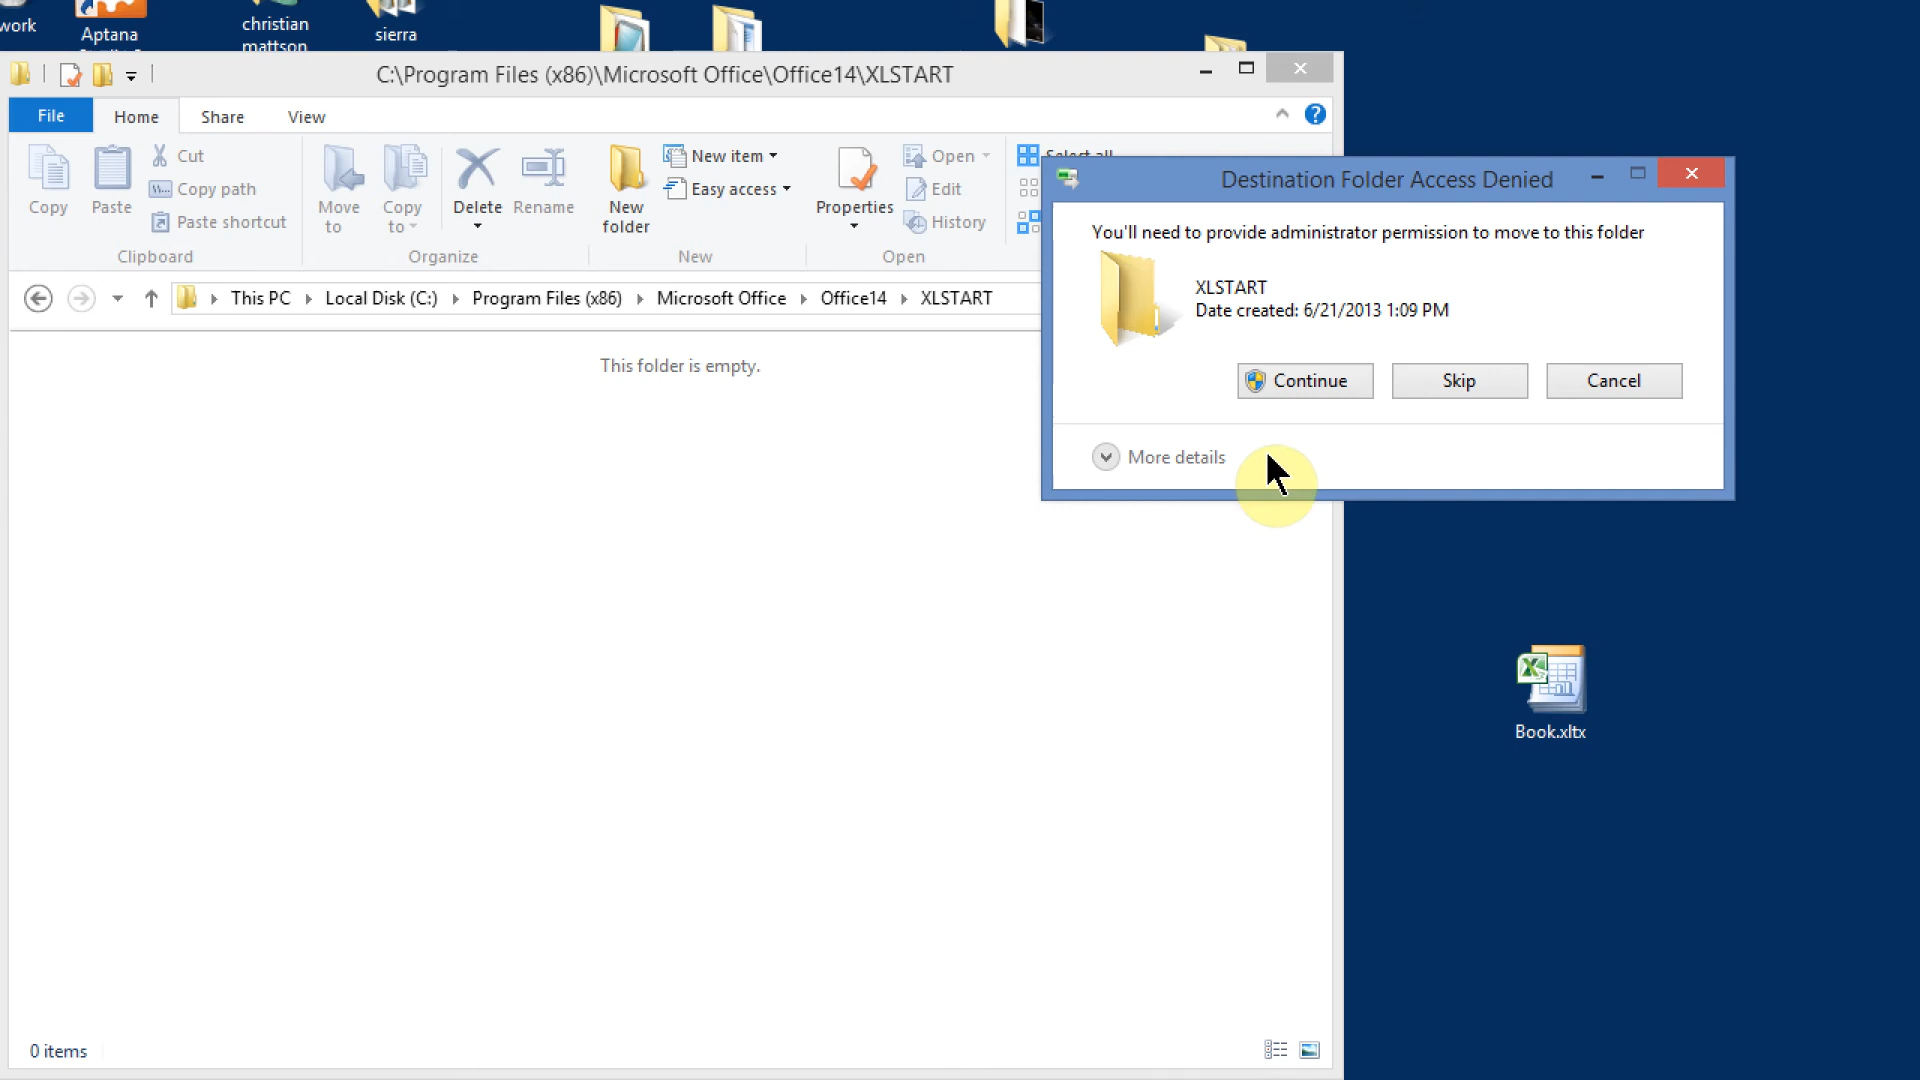 work
Aptana
christian
mattson
sierra
C:\Program Files (x86)\Microsoft Office\Office14\XLSTART
File
Home
Share
View
Copy
Paste
Cut
Copy path
Paste shortcut
Clipboard
Move
to
Copy
to
Delete
Rename
Organize
New
folder
New item
Easy access
New
Properties
Open
Edit
History
Open
Select all
This PC
Local Disk (C:)
Program Files (x86)
Microsoft Office
Office14
XLSTART
This folder is empty.
0 items
Destination Folder Access Denied
You'll need to provide administrator permission to move to this folder
XLSTART
Date created: 6/21/2013 1:09 PM
Continue
Skip
Cancel
More details
Book.xltx